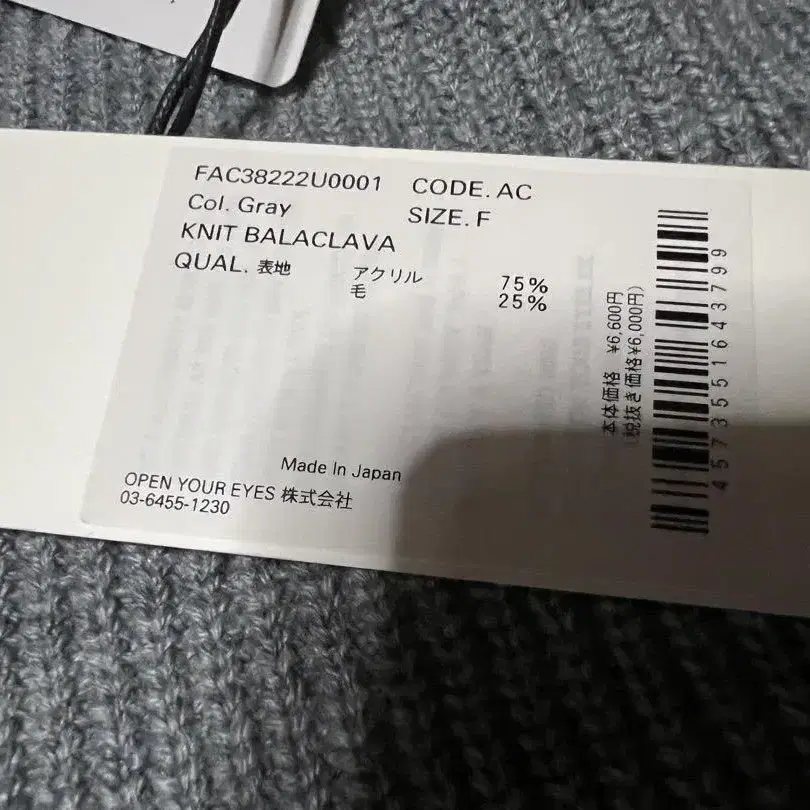 FAC38222U0001 CODE. AC
Col. Gray SIZE. F
KNIT BALACLAVA
QUAL. 表地 アクリル 75%
毛 25%
Made In Japan
OPEN YOUR EYES 株式会社
03-6455-1230
本体価格 ¥6,600円
(税抜き価格¥6,000円)
4573551643799